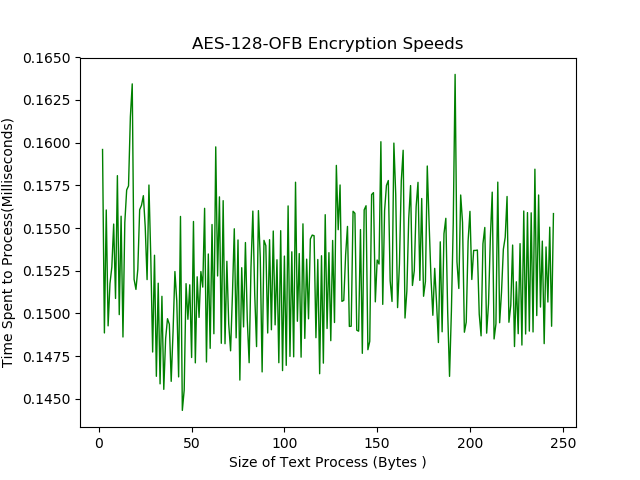 AES-128-OFB Encryption Speeds
Time Spent to Process(Milliseconds)
0.1650
0.1625
0.1600
0.1575
0.1550
0.1525
0.1500
0.1475
0.1450
0 50 100 150 200 250
Size of Text Process (Bytes )